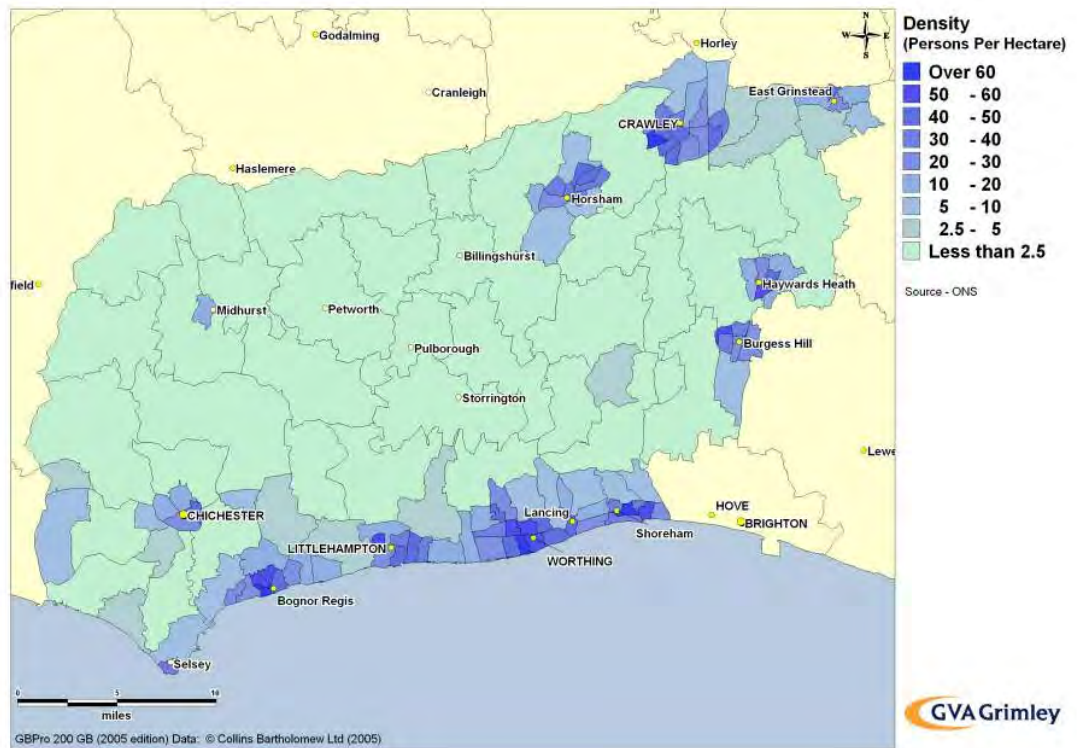 Godalming
Cranleigh
Horley
N
W E
S
East Grinstead
CRAWLEY
Haslemere
Horsham
Billingshurst
Haywards Heath
field
Midhurst
Petworth
Pulborough
Burgess Hill
Storrington
Lewe
CHICHESTER
Lancing
HOVE
BRIGHTON
Shoreham
LITTLEHAMPTON
WORTHING
Bognor Regis
Selsey
0 5 10
miles
GBPro 200 GB (2005 edition) Data: © Collins Bartholomew Ltd (2005)
Density
(Persons Per Hectare)
Over 60
50 - 60
40 - 50
30 - 40
20 - 30
10 - 20
5 - 10
2.5 - 5
Less than 2.5
Source - ONS
GVA Grimley